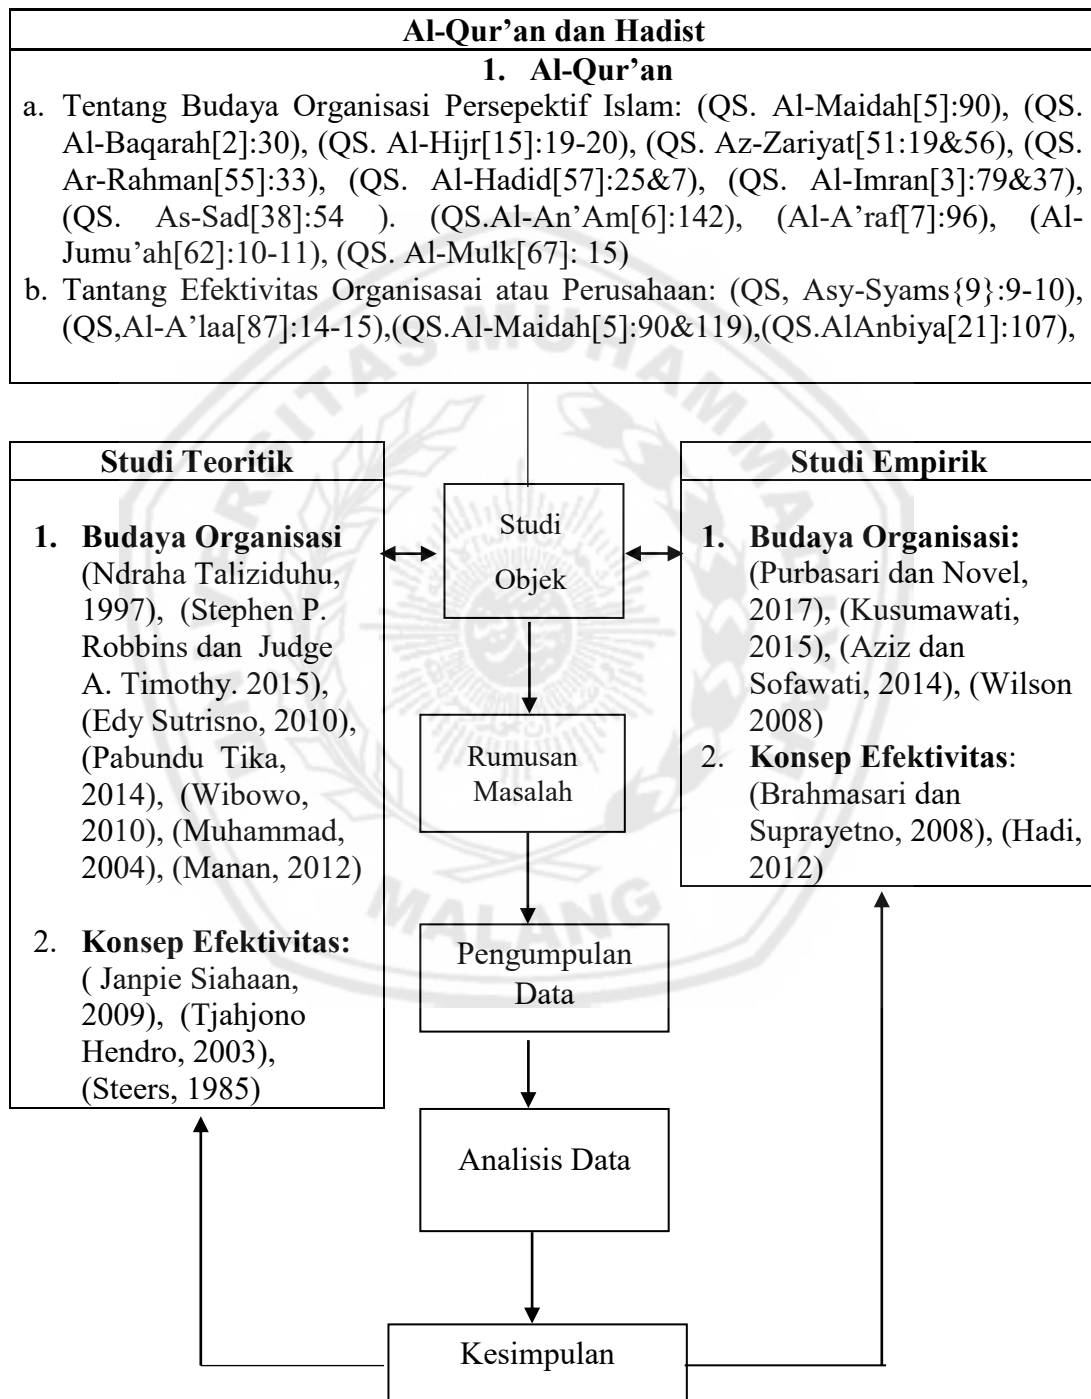 Al-Qur’an dan Hadist
1. Al-Qur’an
a. Tentang Budaya Organisasi Persepektif Islam: (QS. Al-Maidah[5]:90), (QS.
Al-Baqarah[2]:30), (QS. Al-Hijr[15]:19-20), (QS. Az-Zariyat[51:19&56), (QS.
Ar-Rahman[55]:33), (QS. Al-Hadid[57]:25&7), (QS. Al-Imran[3]:79&37),
(QS. As-Sad[38]:54 ). (QS.Al-An’Am[6]:142), (Al-A’raf[7]:96), (Al-
Jumu’ah[62]:10-11), (QS. Al-Mulk[67]: 15)
b. Tantang Efektivitas Organisasai atau Perusahaan: (QS, Asy-Syams{9}:9-10),
(QS,Al-A’laa[87]:14-15),(QS.Al-Maidah[5]:90&119),(QS.AlAnbiya[21]:107),
Studi Teoritik
1. Budaya Organisasi
(Ndraha Taliziduhu,
1997), (Stephen P.
Robbins dan Judge
A. Timothy. 2015),
(Edy Sutrisno, 2010),
(Pabundu Tika,
2014), (Wibowo,
2010), (Muhammad,
2004), (Manan, 2012)
2. Konsep Efektivitas:
( Janpie Siahaan,
2009), (Tjahjono
Hendro, 2003),
(Steers, 1985)
Studi
Objek
Rumusan
Masalah
Pengumpulan
Data
Analisis Data
Kesimpulan
Studi Empirik
1. Budaya Organisasi:
(Purbasari dan Novel,
2017), (Kusumawati,
2015), (Aziz dan
Sofawati, 2014), (Wilson
2008)
2. Konsep Efektivitas:
(Brahmasari dan
Suprayetno, 2008), (Hadi,
2012)
MALANG